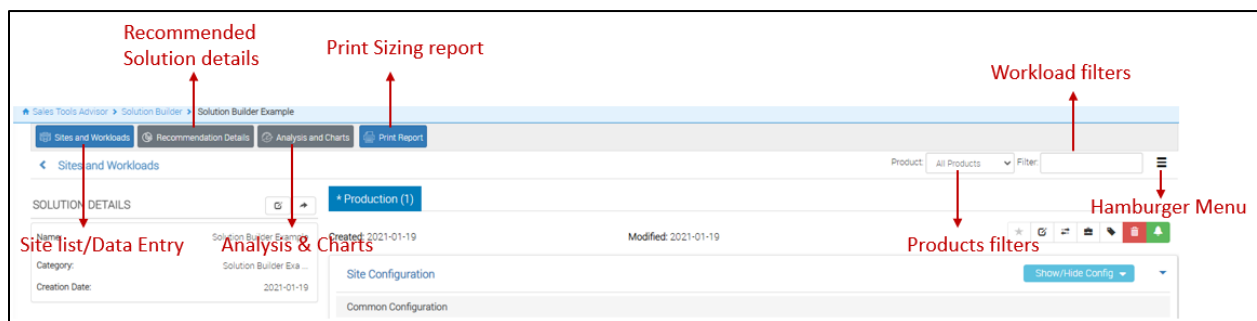 Recommended
Solution details
Print Sizing report
Workload filters
Sales Tools Advisor > Solution Builder > Solution Builder Example
Sites and Workloads Recommendation Details Analysis and Charts Print Report
Sites and Workloads Product: All Products Filter:
SOLUTION DETAILS * Production (1)
Hamburger Menu
Site list/Data Entry Analysis & Charts Products filters
Name: Solution Builder Example Created: 2021-01-19 Modified: 2021-01-19
Category: Solution Builder Exa ...
Site Configuration Show/Hide Config
Creation Date: 2021-01-19
Common Configuration